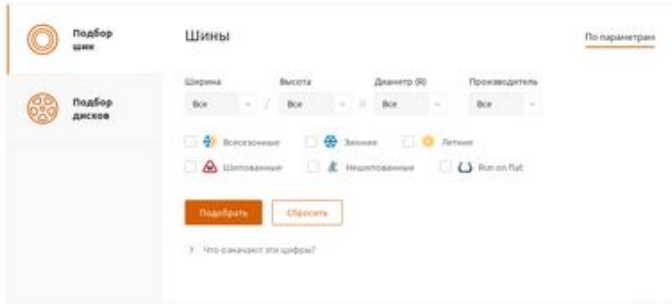 Подбор
шин
Подбор
дисков
Шины
По параметрам
Ширина Высота Диаметр (R) Производитель
Все / Все R Все Все
Всесезонные Зимние Летние
Шипованные Нешипованные Run on flat
Подобрать Сбросить
? Что означают эти цифры?